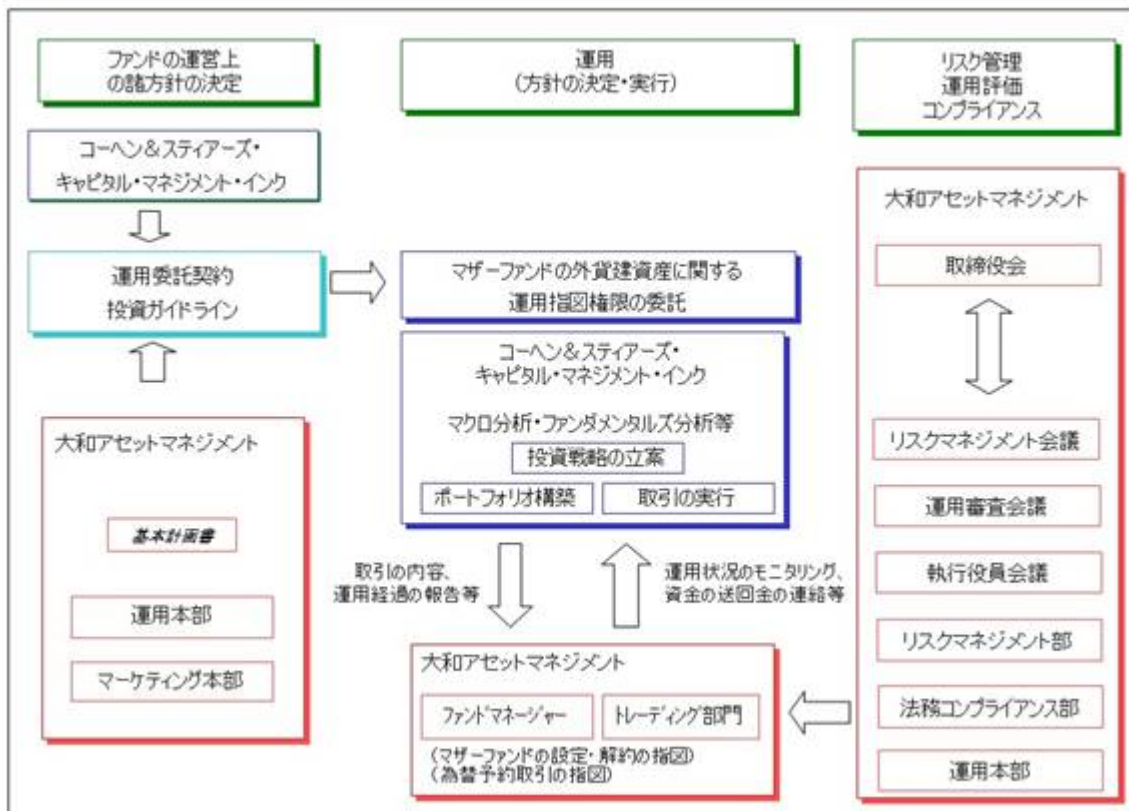 ファンドの運営上
の諸方針の決定
運用
(方針の決定・実行)
リスク管理
運用評価
コンプライアンス
コーヘン&スティアーズ・
キャピタル・マネジメント・インク
運用委託契約
投資ガイドライン
大和アセットマネジメント
基本計画書
運用本部
マーケティング本部
マザーファンドの外貨建資産に関する
運用指図権限の委託
コーヘン&スティアーズ・
キャピタル・マネジメント・インク
マクロ分析・ファンダメンタルズ分析等
投資戦略の立案
ポートフォリオ構築
取引の実行
取引の内容、
運用経過の報告等
運用状況のモニタリング、
資金の送回金の連絡等
大和アセットマネジメント
ファンドマネージャー
トレーディング部門
(マザーファンドの設定・解約の指図)
(為替予約取引の指図)
大和アセットマネジメント
取締役会
リスクマネジメント会議
運用審査会議
執行役員会議
リスクマネジメント部
法務コンプライアンス部
運用本部